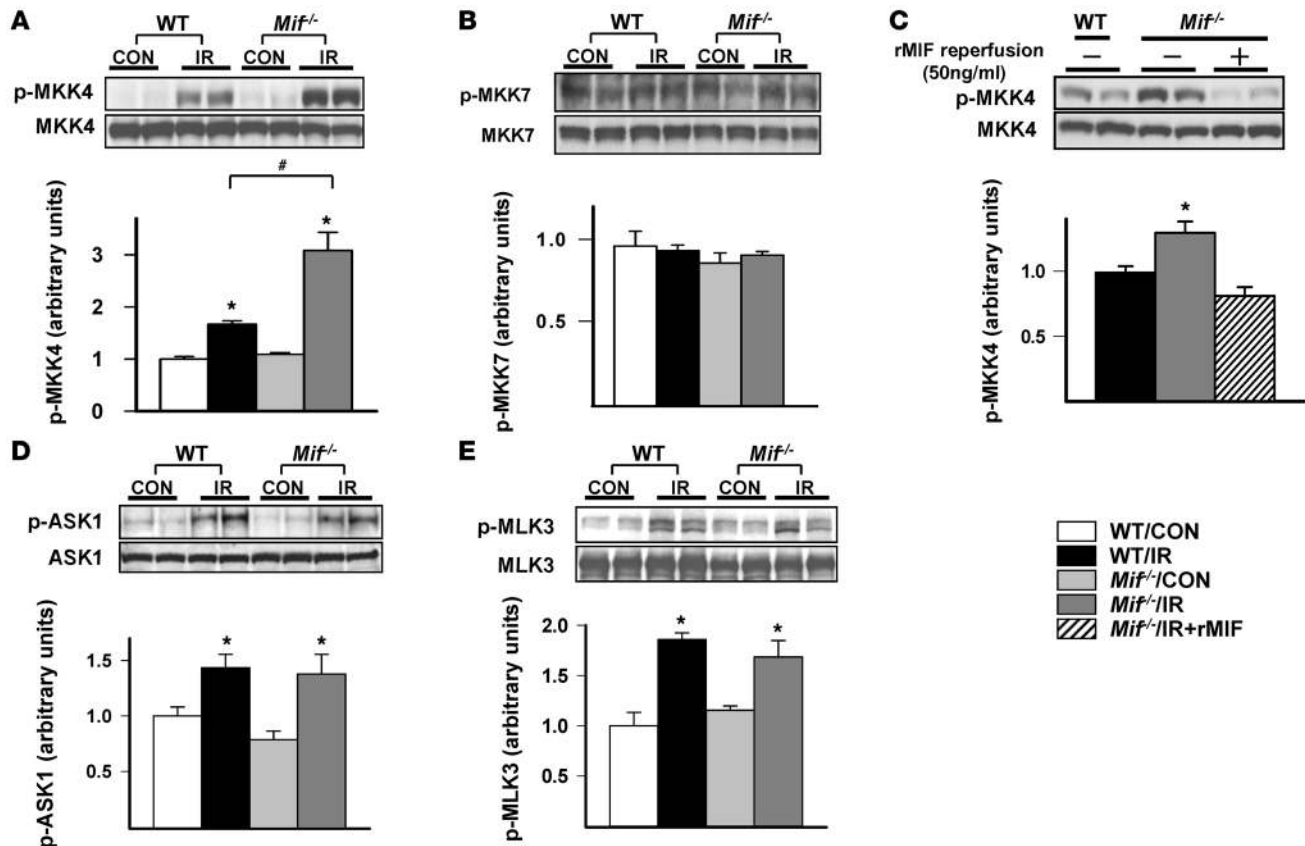 A
WT Mif-/-
CON IR CON IR
p-MKK4
MKK4
#
p-MKK4 (arbitrary units)
3
2
1
0
* *
B
WT Mif-/-
CON IR CON IR
p-MKK7
MKK7
p-MKK7 (arbitrary units)
1.0
0.5
C
WT Mif-/-
rMIF reperfusion − − +
(50ng/ml)
p-MKK4
MKK4
p-MKK4 (arbitrary units)
1.0
0.5
*
D
WT Mif-/-
CON IR CON IR
p-ASK1
ASK1
p-ASK1 (arbitrary units)
1.5
1.0
0.5
* *
E
WT Mif-/-
CON IR CON IR
p-MLK3
MLK3
p-MLK3 (arbitrary units)
2.0
1.5
1.0
0.5
* *
WT/CON
WT/IR
Mif-/-/CON
Mif-/-/IR
Mif-/-/IR+rMIF